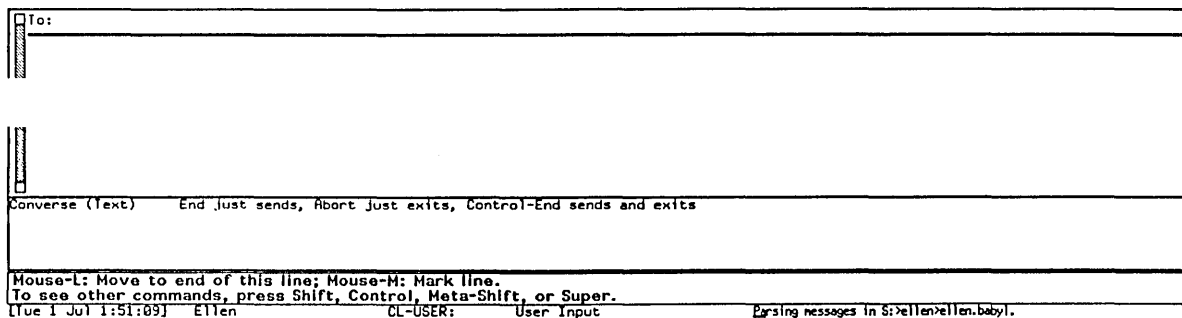 To:
Converse (Text) End just sends, Abort just exits, Control-End sends and exits
Mouse-L: Move to end of this line; Mouse-M: Mark line.
To see other commands, press Shift, Control, Meta-Shift, or Super.
[Tue 1 Jul 1:51:09] Ellen CL-USER: User Input Parsing messages in S:>ellen>ellen.babyl.